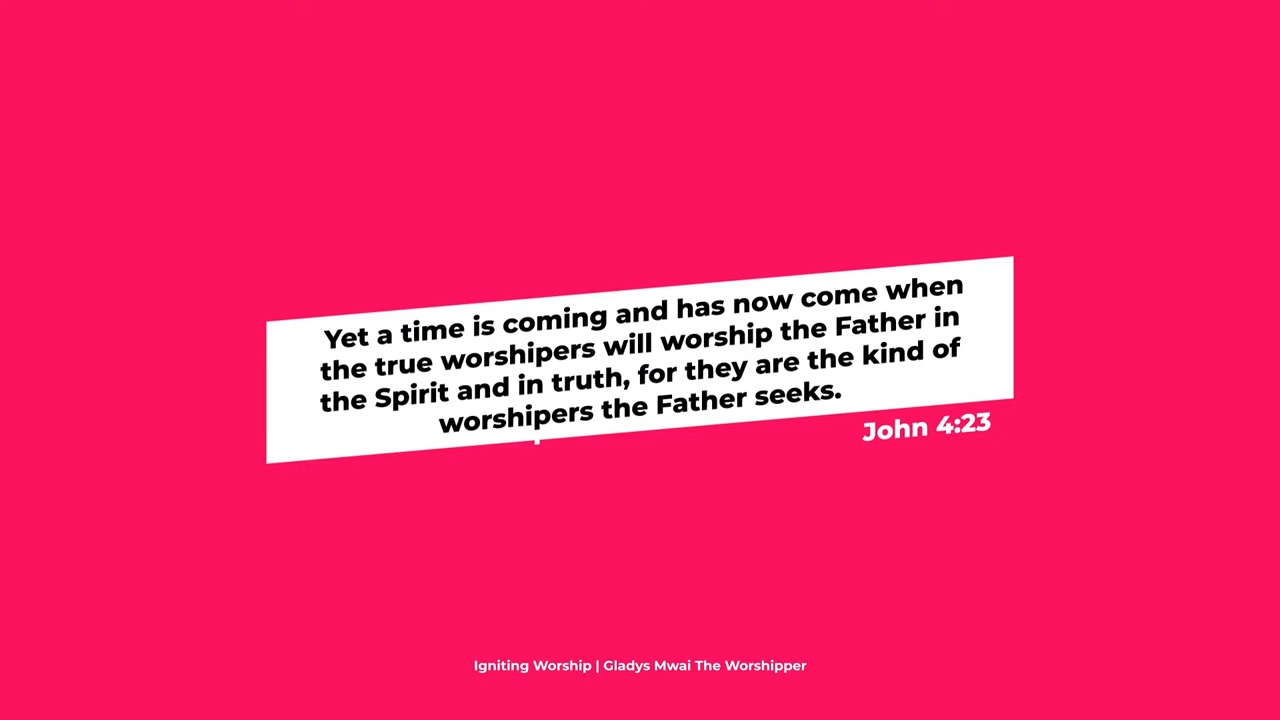 Yet a time is coming and has now come when
the true worshipers will worship the Father in
the Spirit and in truth, for they are the kind of
worshipers the Father seeks.
John 4:23
Igniting Worship | Gladys Mwai The Worshipper